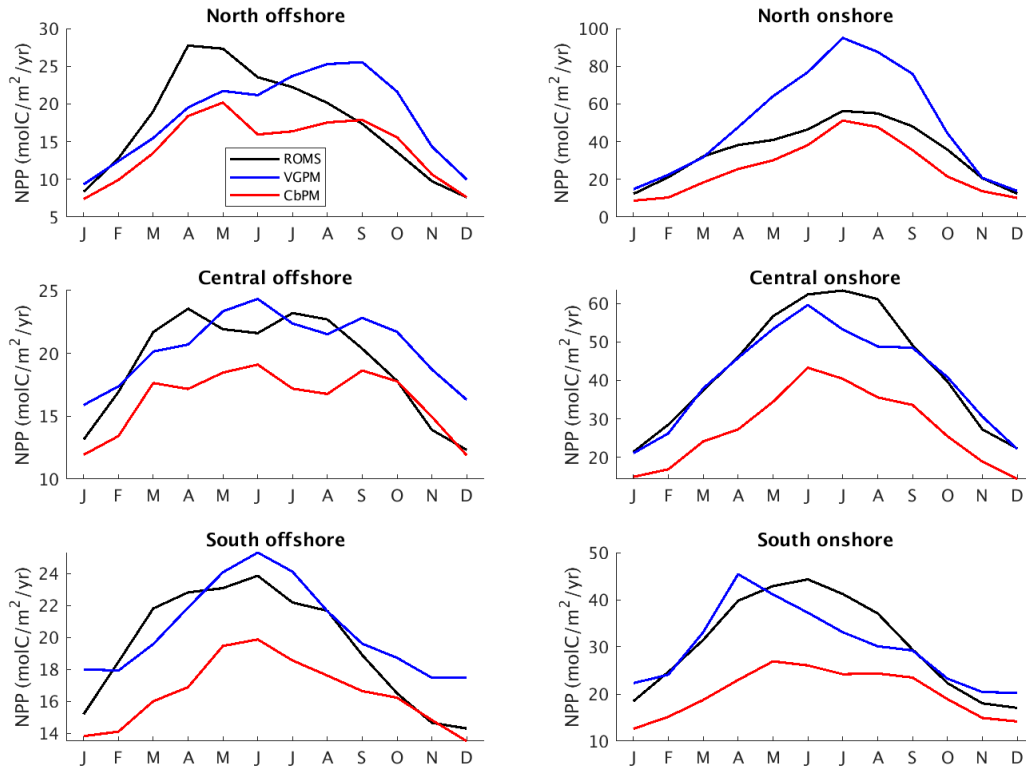 North offshore
NPP (molC/m²/yr)
30
25
20
15
10
5
J F M A M J J A S O N D
ROMS
VGPM
CbPM
North onshore
NPP (molC/m²/yr)
100
80
60
40
20
0
J F M A M J J A S O N D
Central offshore
NPP (molC/m²/yr)
25
20
15
10
J F M A M J J A S O N D
Central onshore
NPP (molC/m²/yr)
60
50
40
30
20
J F M A M J J A S O N D
South offshore
NPP (molC/m²/yr)
24
22
20
18
16
14
J F M A M J J A S O N D
South onshore
NPP (molC/m²/yr)
50
40
30
20
10
J F M A M J J A S O N D